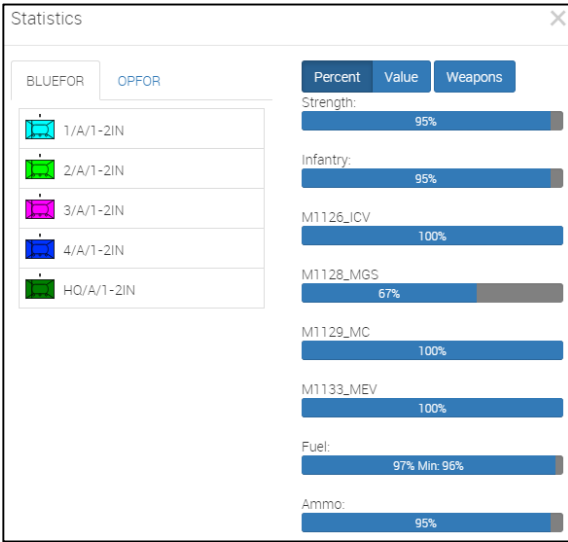 Statistics
BLUEFOR OPFOR
1/A/1-2IN
2/A/1-2IN
3/A/1-2IN
4/A/1-2IN
HQ/A/1-2IN
Percent Value Weapons
Strength:
95%
Infantry:
95%
M1126_ICV
100%
M1128_MGS
67%
M1129_MC
100%
M1133_MEV
100%
Fuel:
97% Min: 96%
Ammo:
95%